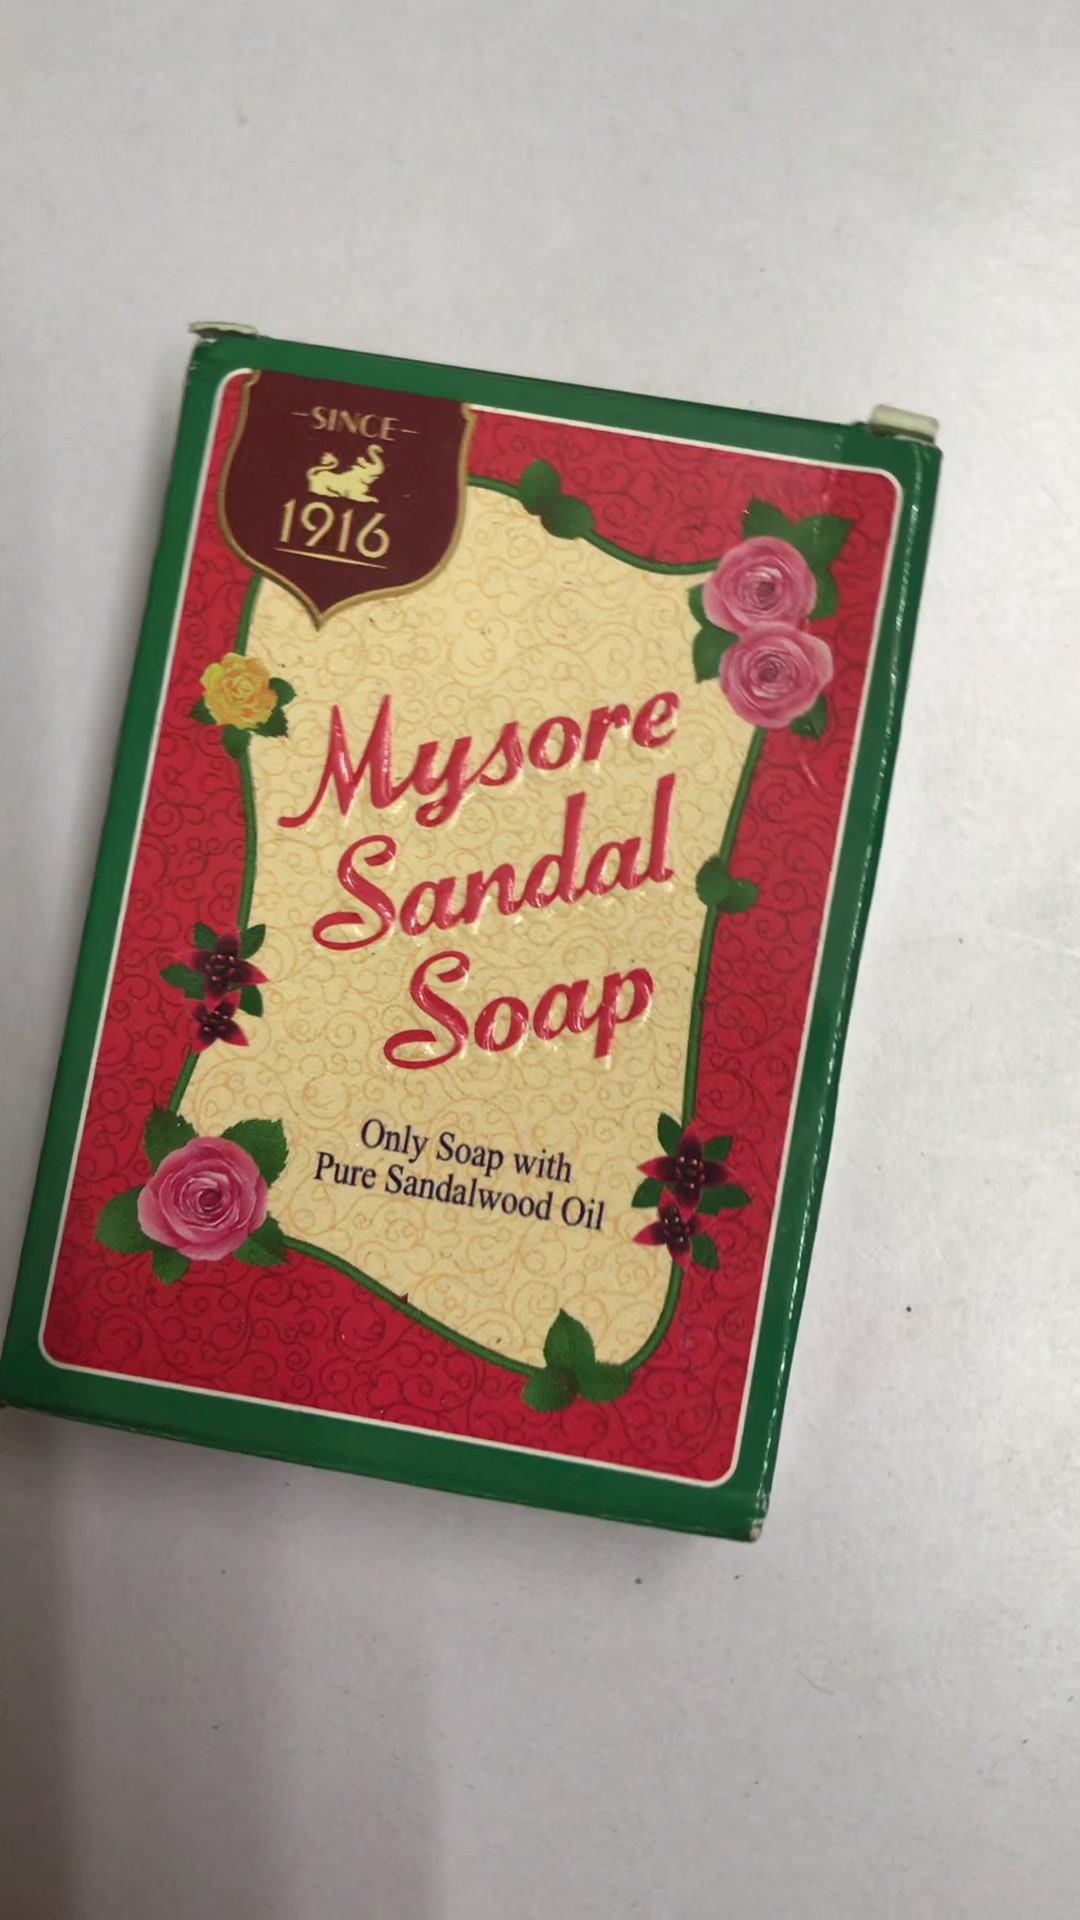 -SINCE-
1916
Mysore
Sandal
Soap
Only Soap with
Pure Sandalwood Oil